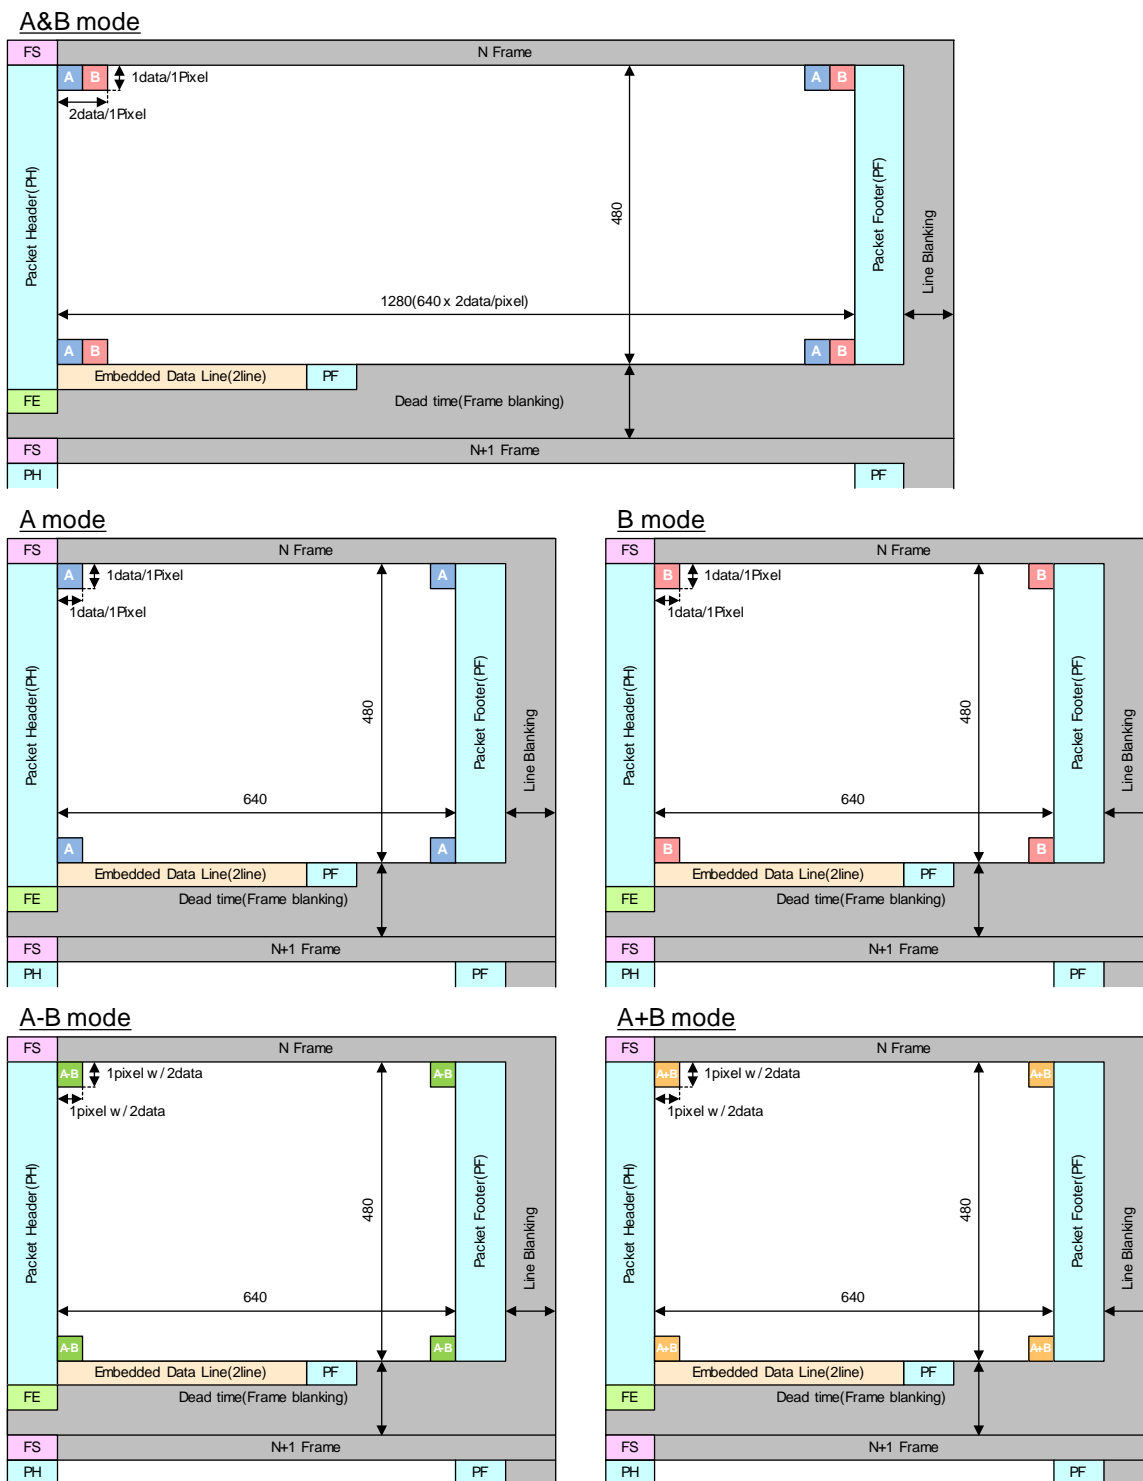 A&B mode
FS N Frame
A B 1data/1Pixel A B
2data/1Pixel
Packet Header(PH)
480
Packet Footer(PF)
Line Blanking
1280(640 x 2data/pixel)
A B A B
Embedded Data Line(2line) PF
FE Dead time(Frame blanking)
FS N+1 Frame
PH PF
A mode
FS N Frame
A 1data/1Pixel A
1data/1Pixel
Packet Header(PH)
480
Packet Footer(PF)
Line Blanking
640
A A
Embedded Data Line(2line) PF
FE Dead time(Frame blanking)
FS N+1 Frame
PH PF
B mode
FS N Frame
B 1data/1Pixel B
1data/1Pixel
Packet Header(PH)
480
Packet Footer(PF)
Line Blanking
640
B B
Embedded Data Line(2line) PF
FE Dead time(Frame blanking)
FS N+1 Frame
PH PF
A-B mode
FS N Frame
A-B 1pixel w/2data A-B
1pixel w/2data
Packet Header(PH)
480
Packet Footer(PF)
Line Blanking
640
A-B A-B
Embedded Data Line(2line) PF
FE Dead time(Frame blanking)
FS N+1 Frame
PH PF
A+B mode
FS N Frame
A+B 1pixel w/2data A+B
1pixel w/2data
Packet Header(PH)
480
Packet Footer(PF)
Line Blanking
640
A+B A+B
Embedded Data Line(2line) PF
FE Dead time(Frame blanking)
FS N+1 Frame
PH PF